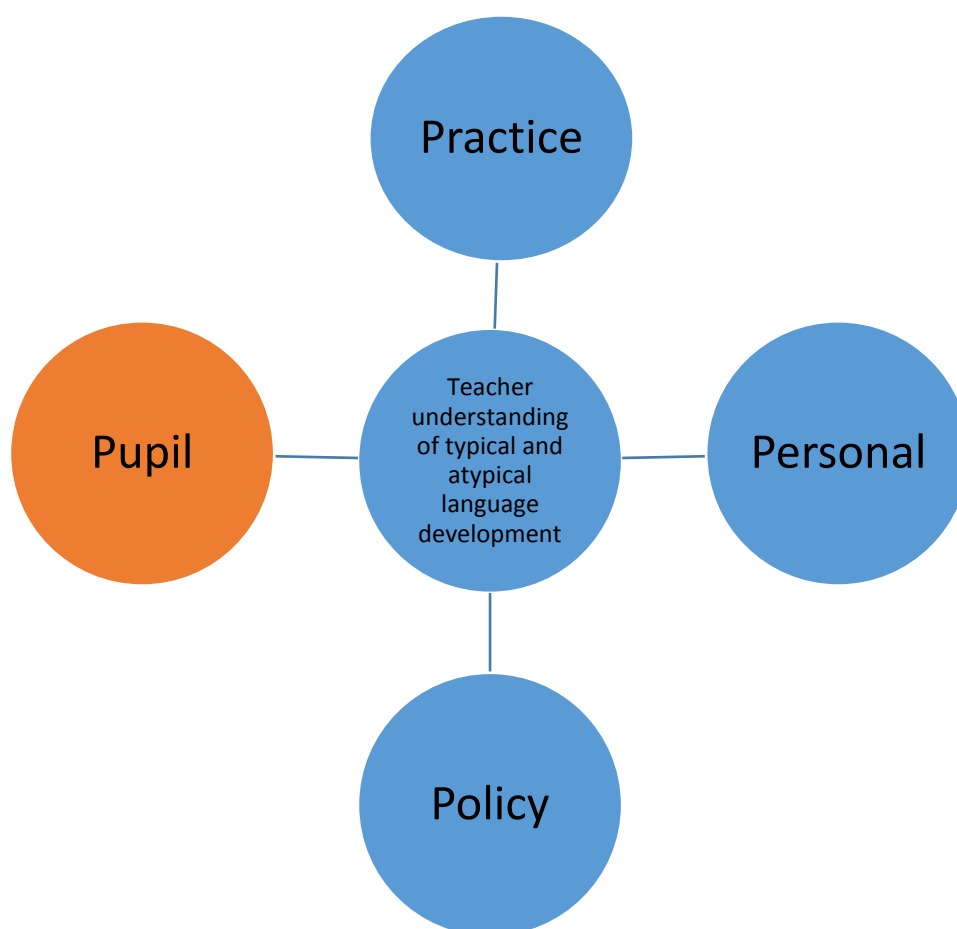 Practice
Pupil
Teacher
understanding
of typical and
atypical
language
development
Personal
Policy